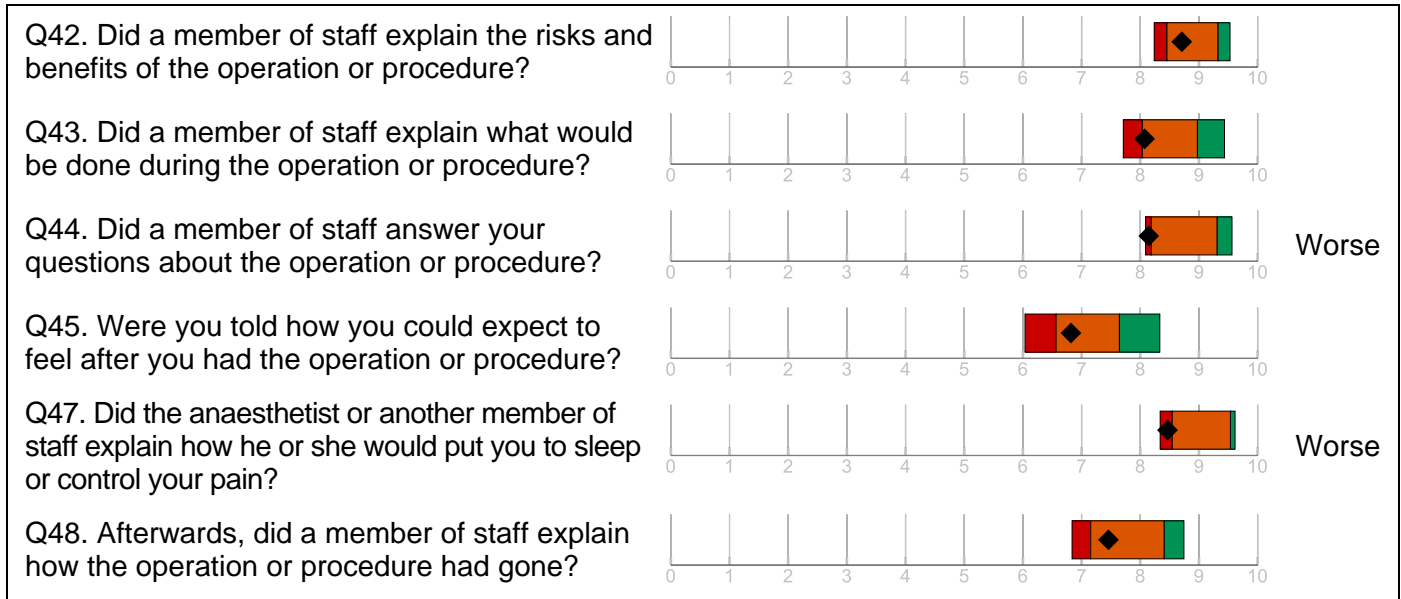 Q42. Did a member of staff explain the risks and
benefits of the operation or procedure?
0 1 2 3 4 5 6 7 8 9 10
Q43. Did a member of staff explain what would
be done during the operation or procedure?
0 1 2 3 4 5 6 7 8 9 10
Q44. Did a member of staff answer your
questions about the operation or procedure?
Worse
0 1 2 3 4 5 6 7 8 9 10
Q45. Were you told how you could expect to
feel after you had the operation or procedure?
0 1 2 3 4 5 6 7 8 9 10
Q47. Did the anaesthetist or another member of
staff explain how he or she would put you to sleep
or control your pain?
Worse
0 1 2 3 4 5 6 7 8 9 10
Q48. Afterwards, did a member of staff explain
how the operation or procedure had gone?
0 1 2 3 4 5 6 7 8 9 10